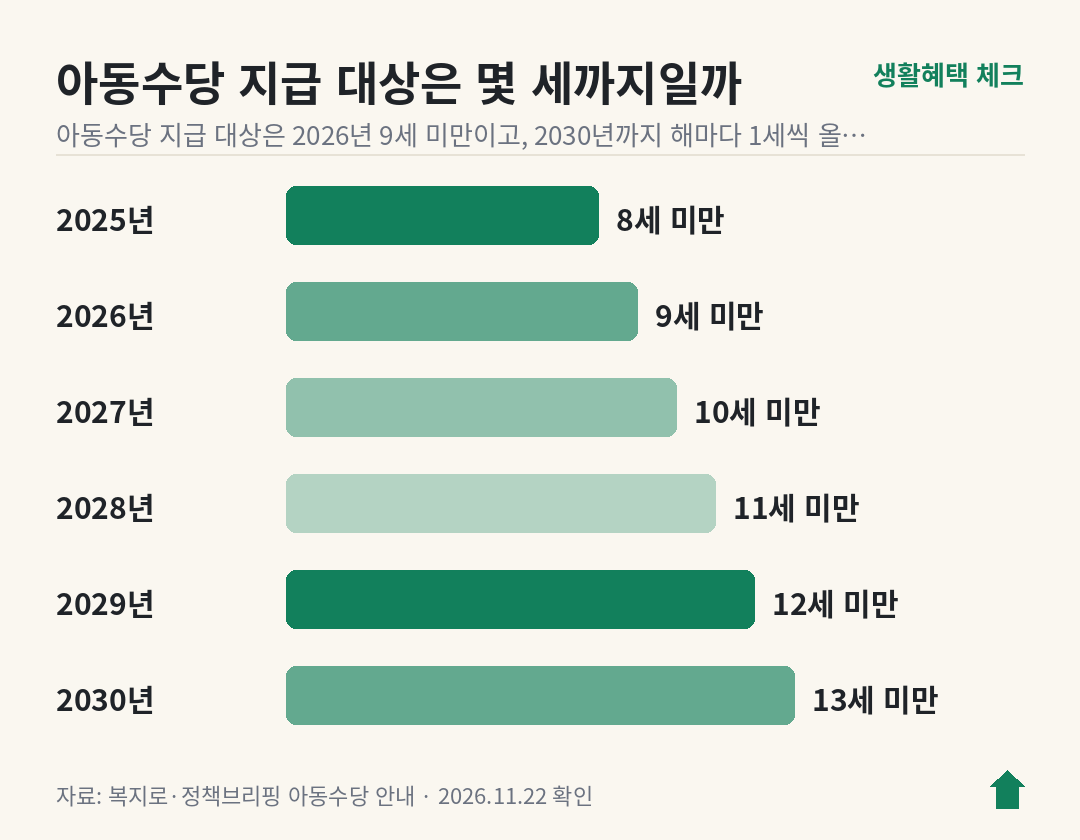 아동수당 지급 대상은 몇 세까지일까
생활혜택 체크
아동수당 지급 대상은 2026년 9세 미만이고, 2030년까지 해마다 1세씩 올…
2025년 8세 미만
2026년 9세 미만
2027년 10세 미만
2028년 11세 미만
2029년 12세 미만
2030년 13세 미만
자료: 복지로·정책브리핑 아동수당 안내 · 2026.11.22 확인